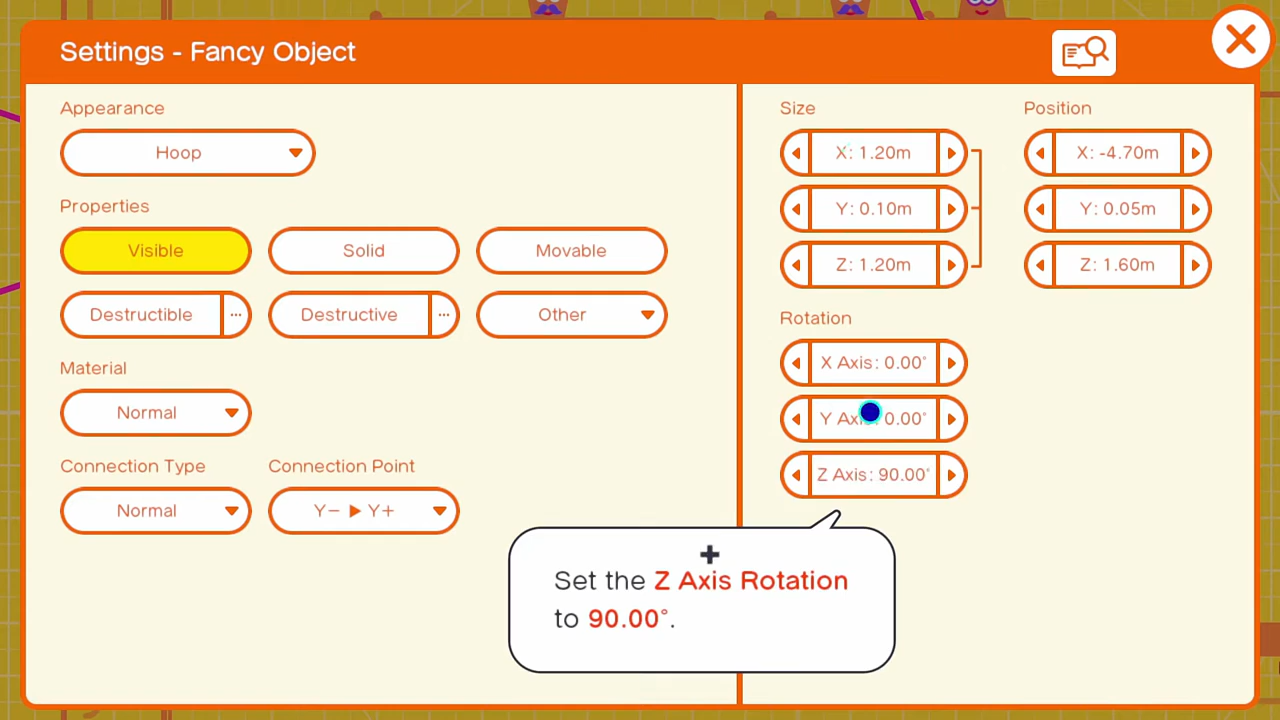 Settings - Fancy Object
Appearance
Hoop
Properties
Visible
Solid
Movable
Destructible
...
Destructive
...
Other
Material
Normal
Connection Type
Connection Point
Normal
Y− ▶ Y+
Size
X: 1.20m
Y: 0.10m
Z: 1.20m
Position
X: -4.70m
Y: 0.05m
Z: 1.60m
Rotation
X Axis: 0.00°
Y Axis: 0.00°
Z Axis: 90.00°
Set the Z Axis Rotation
to 90.00°.